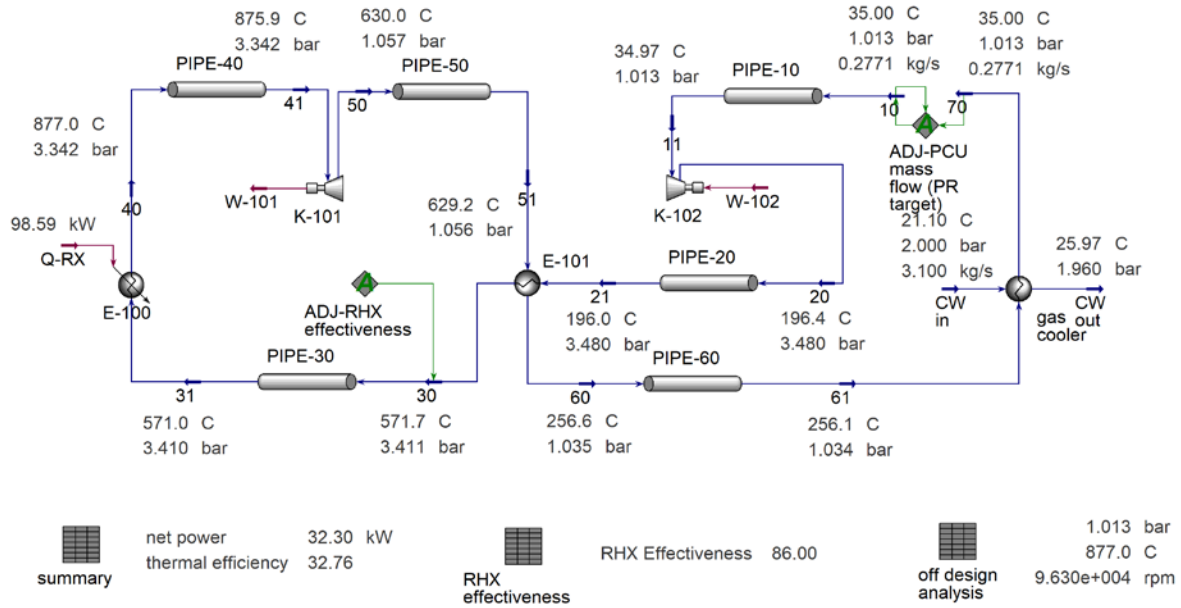 875.9 C
3.342 bar
630.0 C
1.057 bar
35.00 C
1.013 bar
0.2771 kg/s
35.00 C
1.013 bar
0.2771 kg/s
34.97 C
1.013 bar
PIPE-40
PIPE-50
PIPE-10
41
50
10
70
877.0 C
3.342 bar
11
ADJ-PCU
mass
flow (PR
target)
W-101
K-101
K-102
W-102
40
51
98.59 kW
Q-RX
629.2 C
1.056 bar
21.10 C
2.000 bar
3.100 kg/s
25.97 C
1.960 bar
E-101
PIPE-20
E-100
ADJ-RHX
effectiveness
21
20
CW
in
gas
cooler
CW
out
196.0 C
3.480 bar
196.4 C
3.480 bar
PIPE-30
PIPE-60
31
30
60
61
571.0 C
3.410 bar
571.7 C
3.411 bar
256.6 C
1.035 bar
256.1 C
1.034 bar
summary
net power 32.30 kW
thermal efficiency 32.76
RHX
effectiveness
RHX Effectiveness 86.00
off design
analysis
1.013 bar
877.0 C
9.630e+004 rpm
A
A